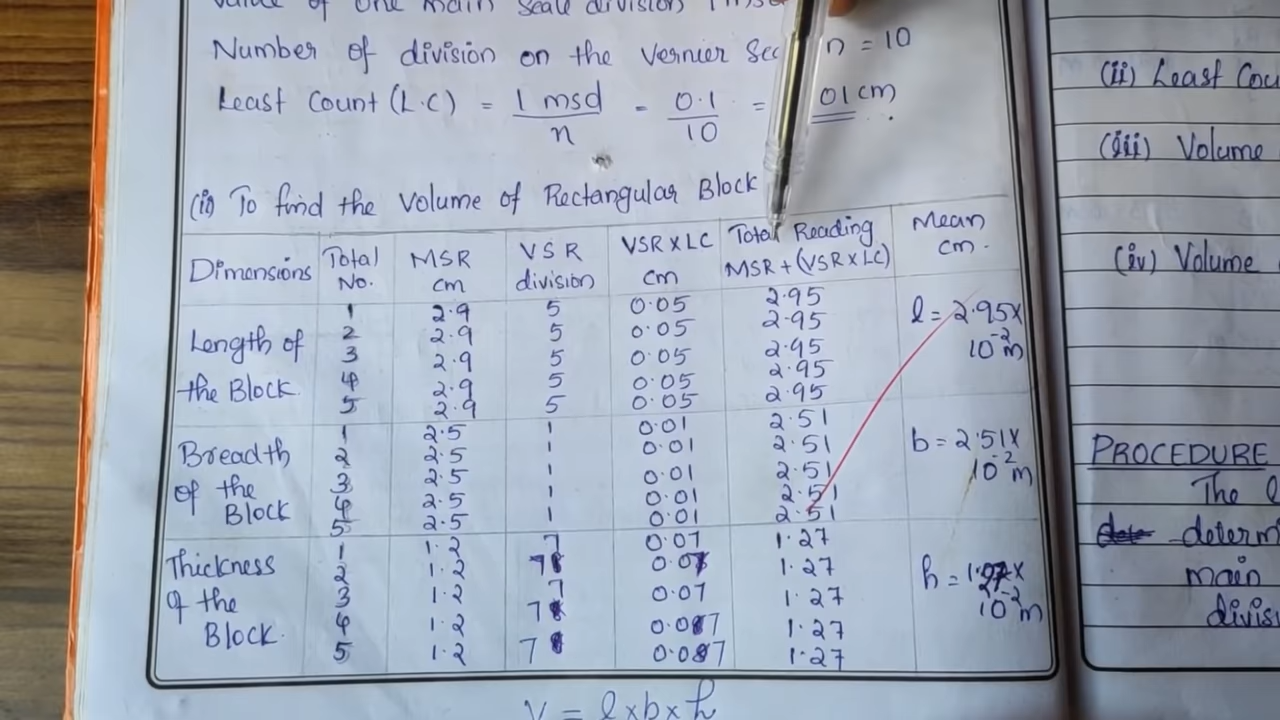 Value of One Main Scale division
Number of division on the Vernier n = 10
Least Count (L.C) = 1 msd / n = 0.1 / 10 = 01 cm
(i) To find the Volume of Rectangular Block
Dimensions Total No. MSR cm VSR division VSR x LC cm Total Reading MSR + (VSR x LC) Mean cm.
Length of the Block.
1 2.9 5 0.05 2.95
2 2.9 5 0.05 2.95
3 2.9 5 0.05 2.95
4 2.9 5 0.05 2.95
5 2.9 5 0.05 2.95
l = 2.95 x
10⁻² m
Breadth of the Block
1 2.5 1 0.01 2.51
2 2.5 1 0.01 2.51
3 2.5 1 0.01 2.51
4 2.5 1 0.01 2.51
5 2.5 1 0.01 2.51
b = 2.51 x
10⁻² m
Thickness of the Block.
1 1.2 7 0.07 1.27
2 1.2 7 0.07 1.27
3 1.2 7 0.07 1.27
4 1.2 7 0.07 1.27
5 1.2 7 0.07 1.27
h = x
10⁻² m
V = l x b x h
(ii) Least
(iii) Volume
(iv) Volume
PROCEDURE
The
main